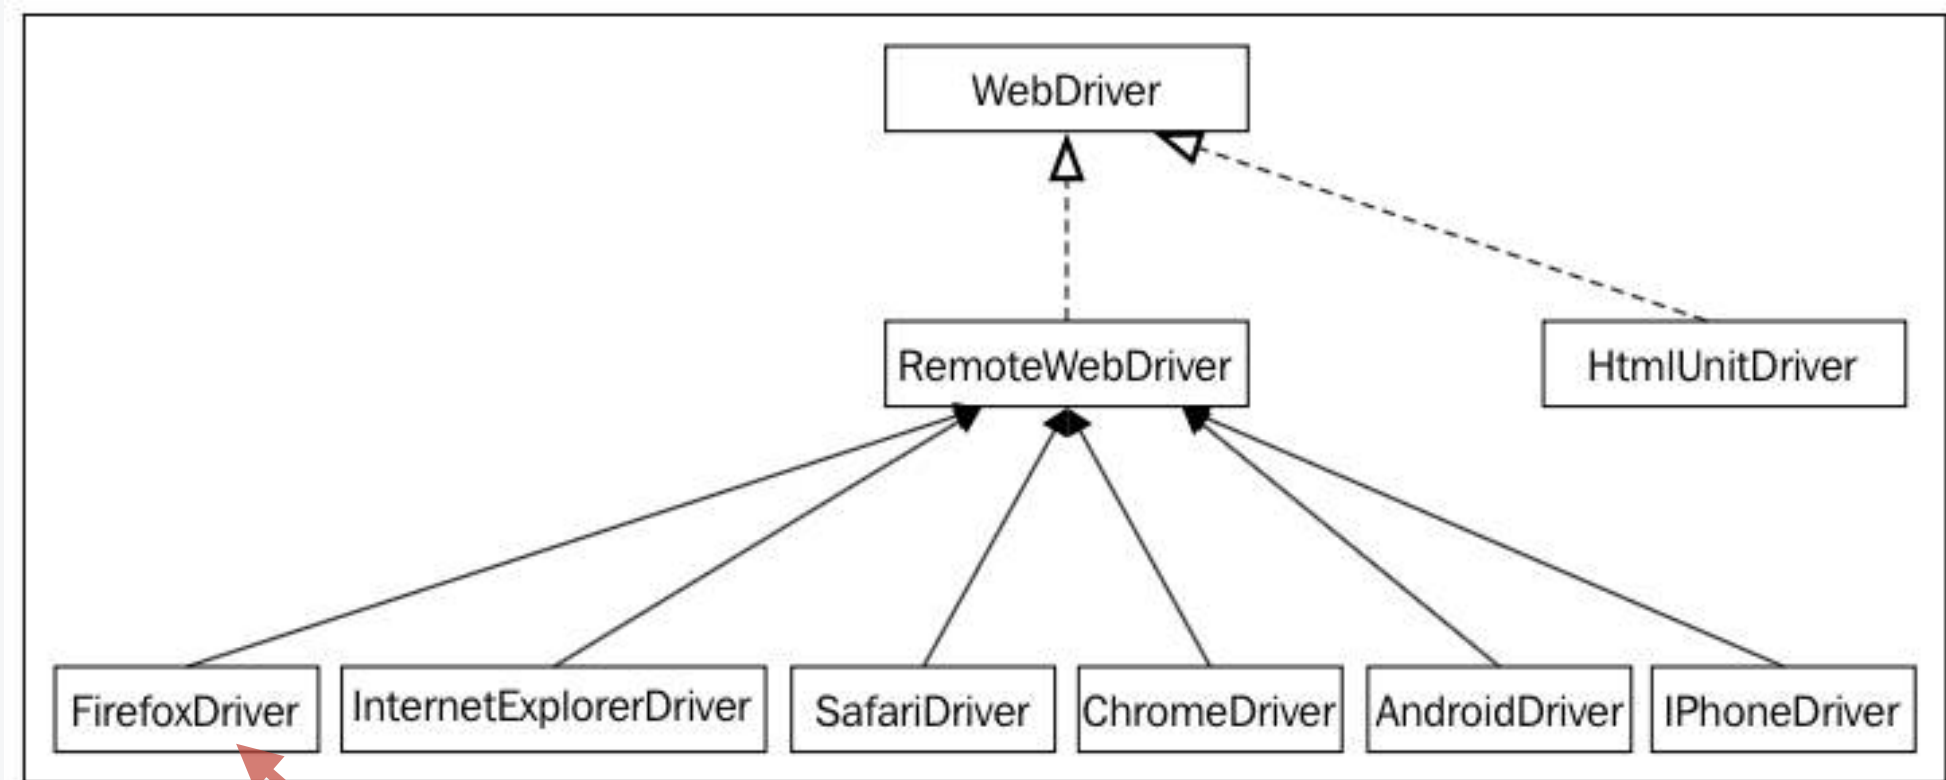 WebDriver
RemoteWebDriver
HtmlUnitDriver
FirefoxDriver
InternetExplorerDriver
SafariDriver
ChromeDriver
AndroidDriver
IPhoneDriver